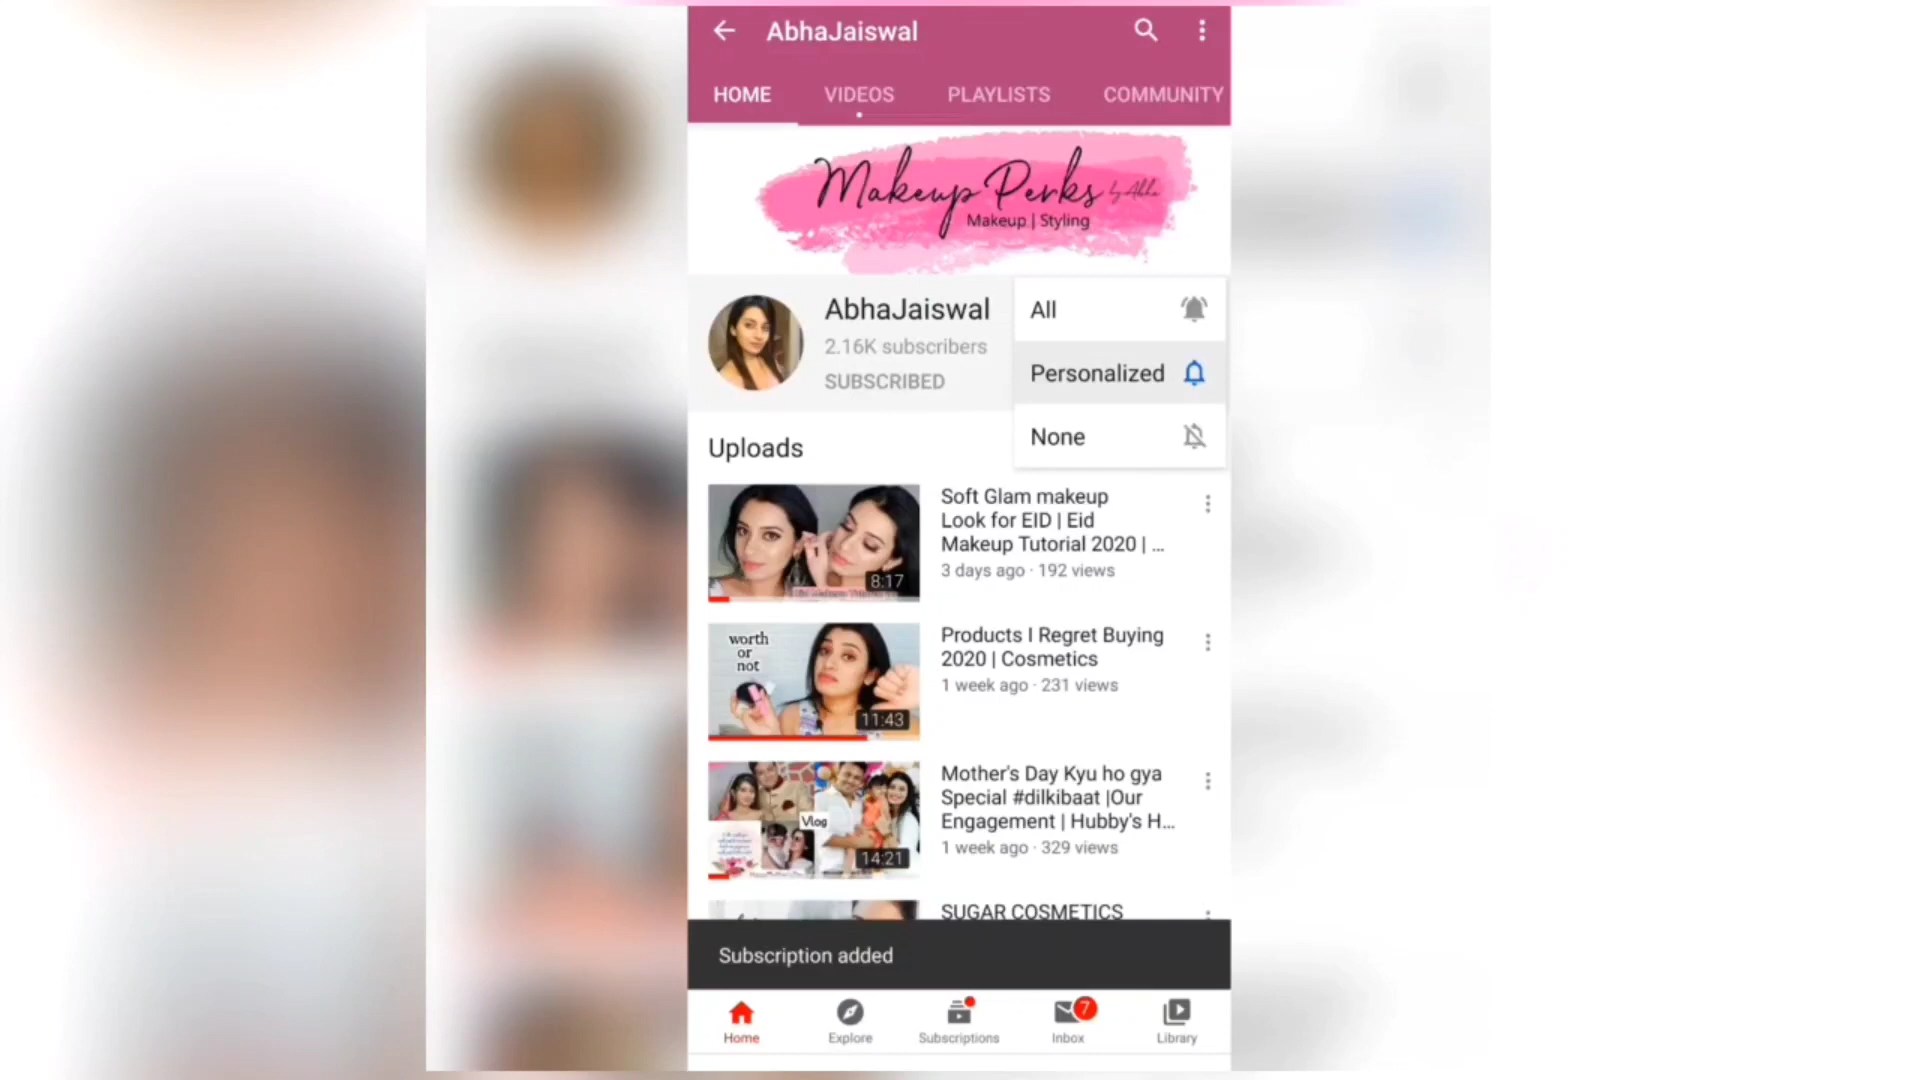 AbhaJaiswal
HOME VIDEOS PLAYLISTS COMMUNITY
Makeup Perks by Abha
Makeup | Styling
AbhaJaiswal
2.16K subscribers
SUBSCRIBED
All
Personalized
None
Uploads
Soft Glam makeup
Look for EID | Eid
Makeup Tutorial 2020 | ...
3 days ago · 192 views
8:17
worth
or
not
11:43
Products I Regret Buying
2020 | Cosmetics
1 week ago · 231 views
Vlog
14:21
Mother's Day Kyu ho gya
Special #dilkibaat |Our
Engagement | Hubby's H...
1 week ago · 329 views
SUGAR COSMETICS
Subscription added
7
Home Explore Subscriptions Inbox Library